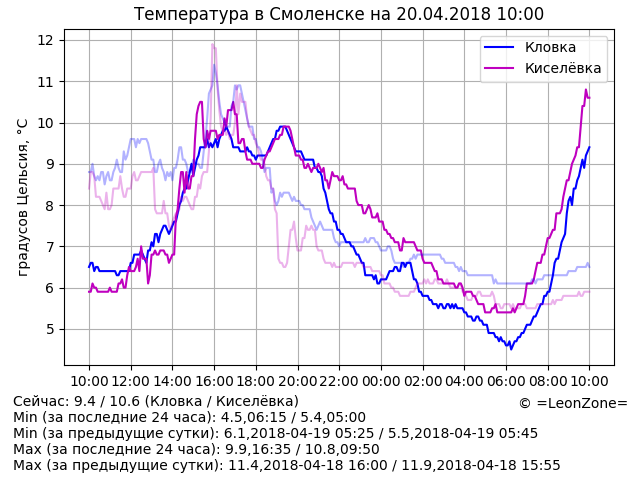 Температура в Смоленске на 20.04.2018 10:00
градусов Цельсия, °C
12
11
10
9
8
7
6
5
Кловка
Киселёвка
10:00 12:00 14:00 16:00 18:00 20:00 22:00 00:00 02:00 04:00 06:00 08:00 10:00
Сейчас: 9.4 / 10.6 (Кловка / Киселёвка)
© =LeonZone=
Min (за последние 24 часа): 4.5,06:15 / 5.4,05:00
Min (за предыдущие сутки): 6.1,2018-04-19 05:25 / 5.5,2018-04-19 05:45
Max (за последние 24 часа): 9.9,16:35 / 10.8,09:50
Max (за предыдущие сутки): 11.4,2018-04-18 16:00 / 11.9,2018-04-18 15:55